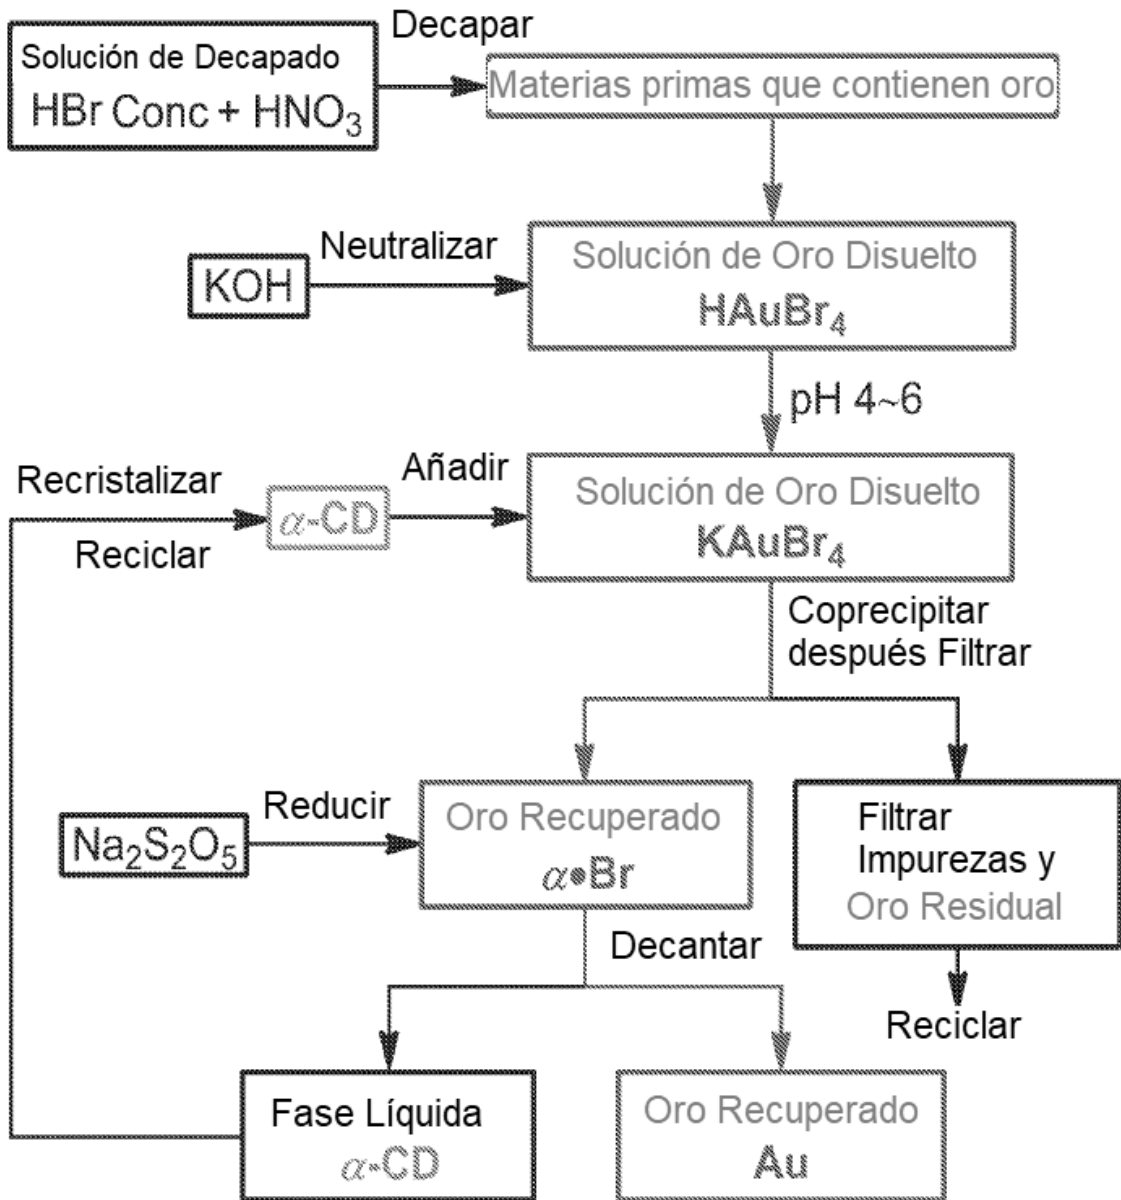 Decapar
Solución de Decapado
HBr Conc + HNO₃
Materias primas que contienen oro
Neutralizar
KOH
Solución de Oro Disuelto
HAuBr₄
pH 4~6
Recristalizar
Reciclar
α-CD
Añadir
Solución de Oro Disuelto
KAuBr₄
Coprecipitar
después Filtrar
Reducir
Na₂S₂O₅
Oro Recuperado
α•Br
Filtrar
Impurezas y
Oro Residual
Decantar
Reciclar
Fase Líquida
α-CD
Oro Recuperado
Au